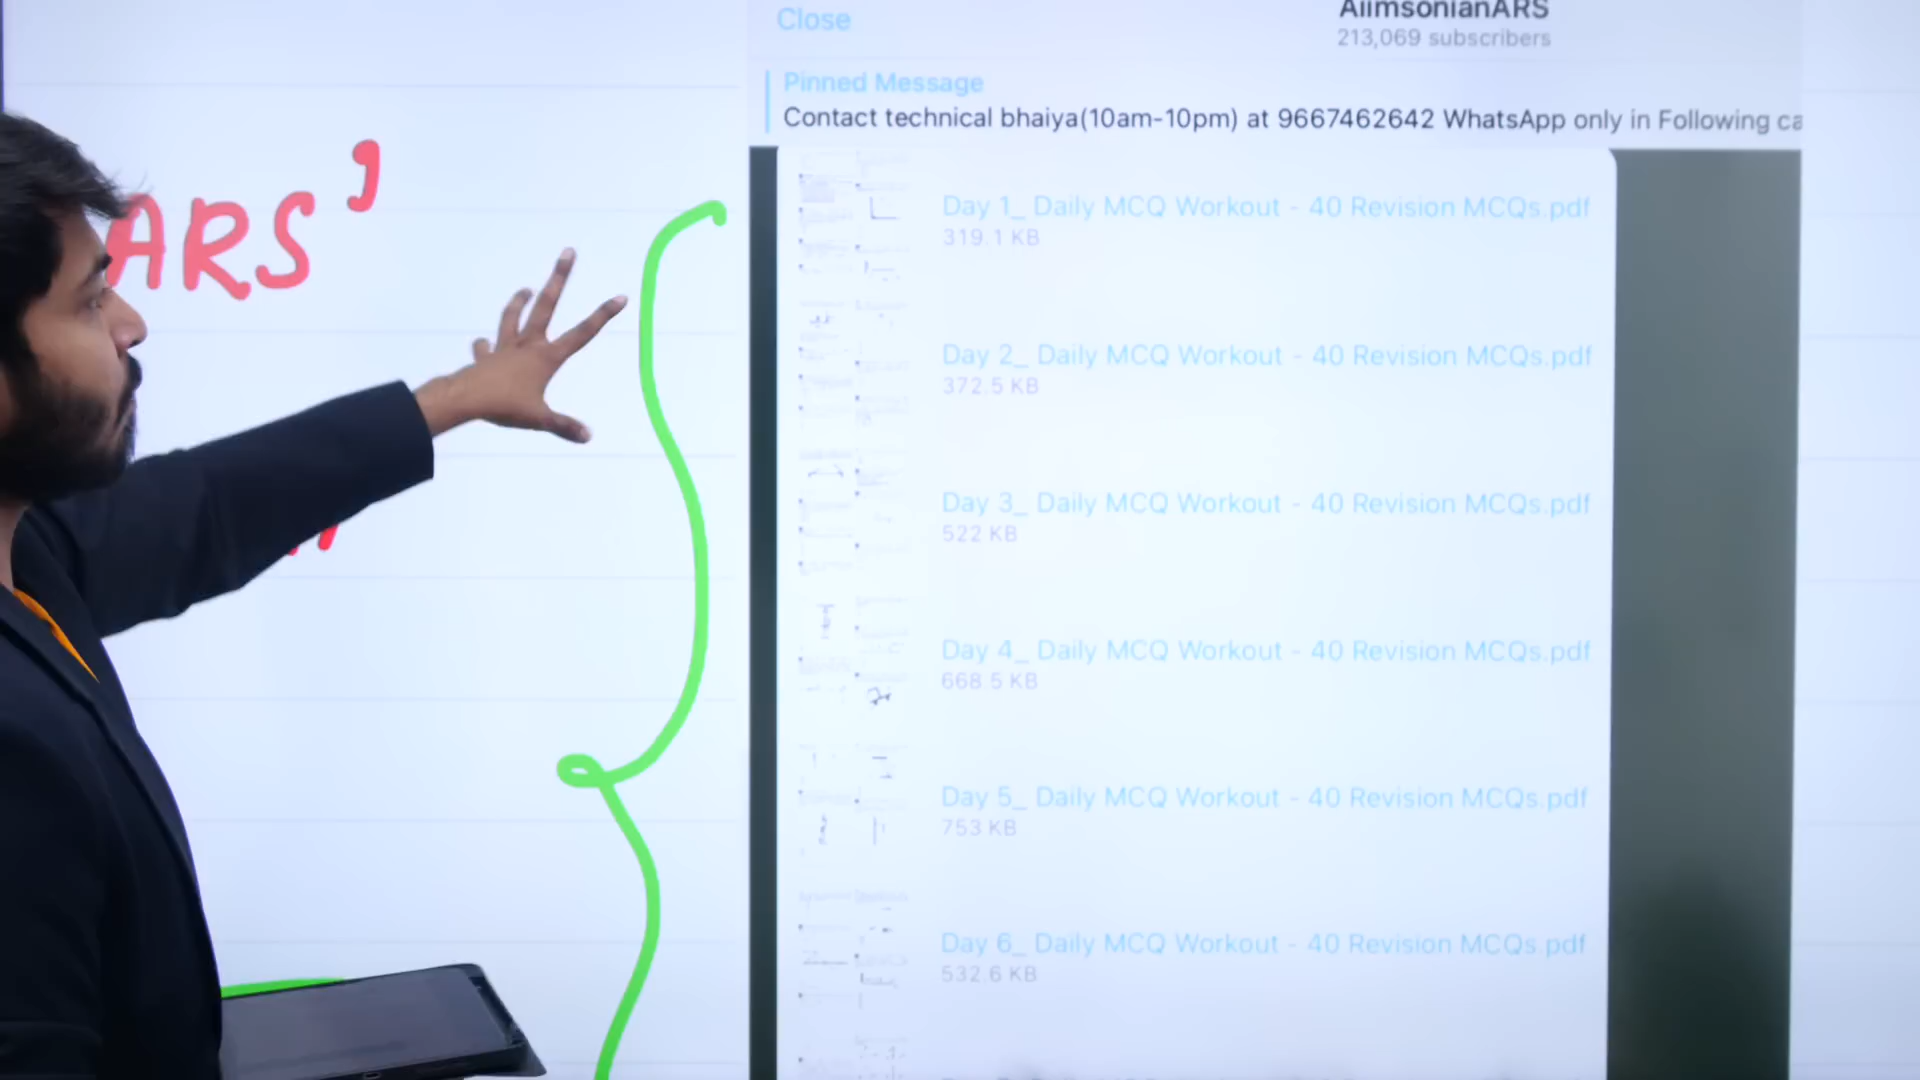 Close
AiimsonianARS
213,069 subscribers
Pinned Message
Contact technical bhaiya(10am-10pm) at 9667462642 WhatsApp only in Following ca
ARS'
Day 1_ Daily MCQ Workout - 40 Revision MCQs.pdf
319.1 KB
Day 2_ Daily MCQ Workout - 40 Revision MCQs.pdf
372.5 KB
Day 3_ Daily MCQ Workout - 40 Revision MCQs.pdf
522 KB
Day 4_ Daily MCQ Workout - 40 Revision MCQs.pdf
668.5 KB
Day 5_ Daily MCQ Workout - 40 Revision MCQs.pdf
753 KB
Day 6_ Daily MCQ Workout - 40 Revision MCQs.pdf
532.6 KB